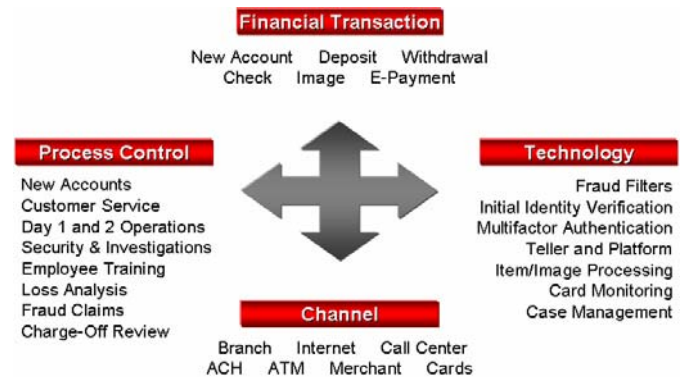 Financial Transaction
New Account Deposit Withdrawal
Check Image E-Payment
Process Control
New Accounts
Customer Service
Day 1 and 2 Operations
Security & Investigations
Employee Training
Loss Analysis
Fraud Claims
Charge-Off Review
Technology
Fraud Filters
Initial Identity Verification
Multifactor Authentication
Teller and Platform
Item/Image Processing
Card Monitoring
Case Management
Channel
Branch Internet Call Center
ACH ATM Merchant Cards